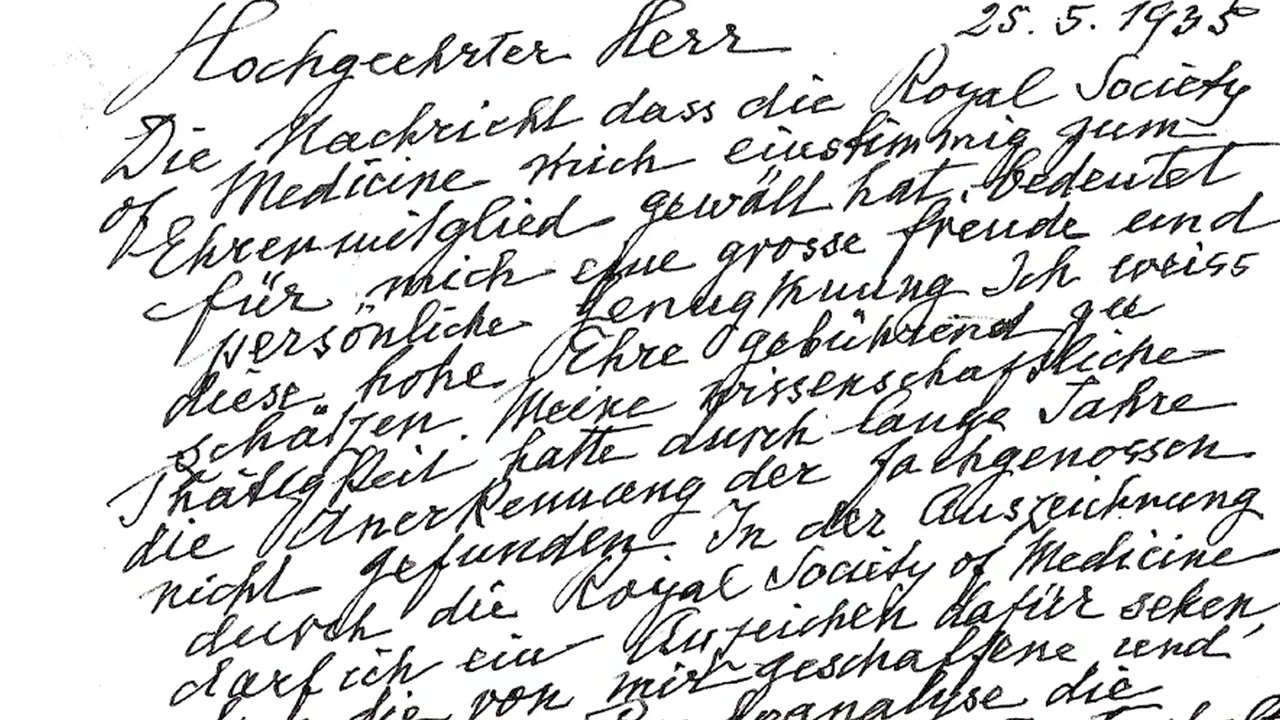 25. 5. 1935
Hochgeehrter Herr
Die Nachricht dass die Royal Society
of Medicine mich einstimmig zum
Ehrenmitglied gewält hat, bedeutet
für mich eine grosse freude und
persönliche Genugthuung Ich weiss
diese hohe Ehre gebührend zu
schätzen. Meine wissenschaftliche
Thätigkeit hatte durch lange Jahre
die Anerkennung der Fachgenossen
nicht gefunden. In der Auszeichnung
durch die Royal Society of Medicine
darf ich ein Anzeichen dafür sehen,
die von mir geschaffene und
die